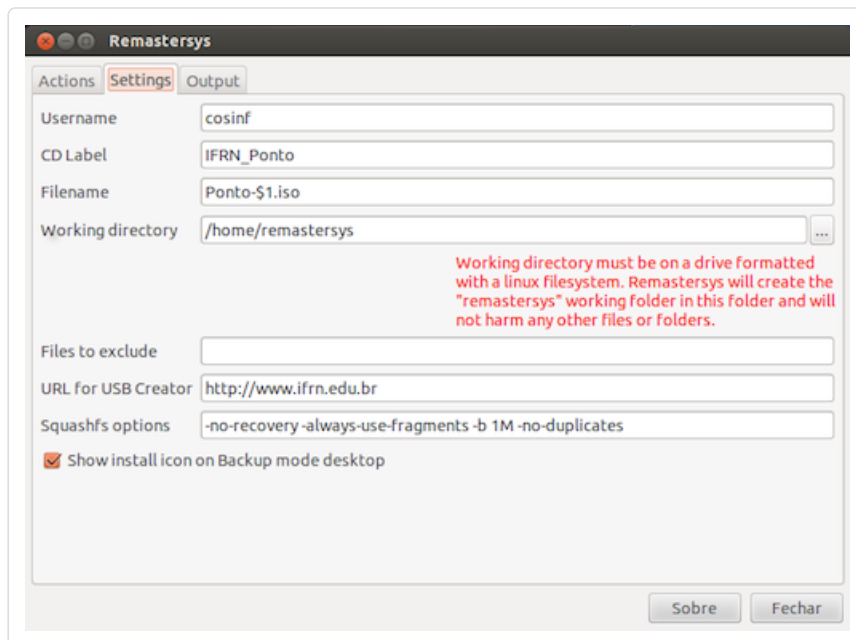 Remastersys
Actions Settings Output
Username cosinf
CD Label IFRN_Ponto
Filename Ponto-$1.iso
Working directory /home/remastersys ...
Working directory must be on a drive formatted
with a linux filesystem. Remastersys will create the
"remastersys" working folder in this folder and will
not harm any other files or folders.
Files to exclude
URL for USB Creator http://www.ifrn.edu.br
Squashfs options -no-recovery -always-use-fragments -b 1M -no-duplicates
Show install icon on Backup mode desktop
Sobre Fechar